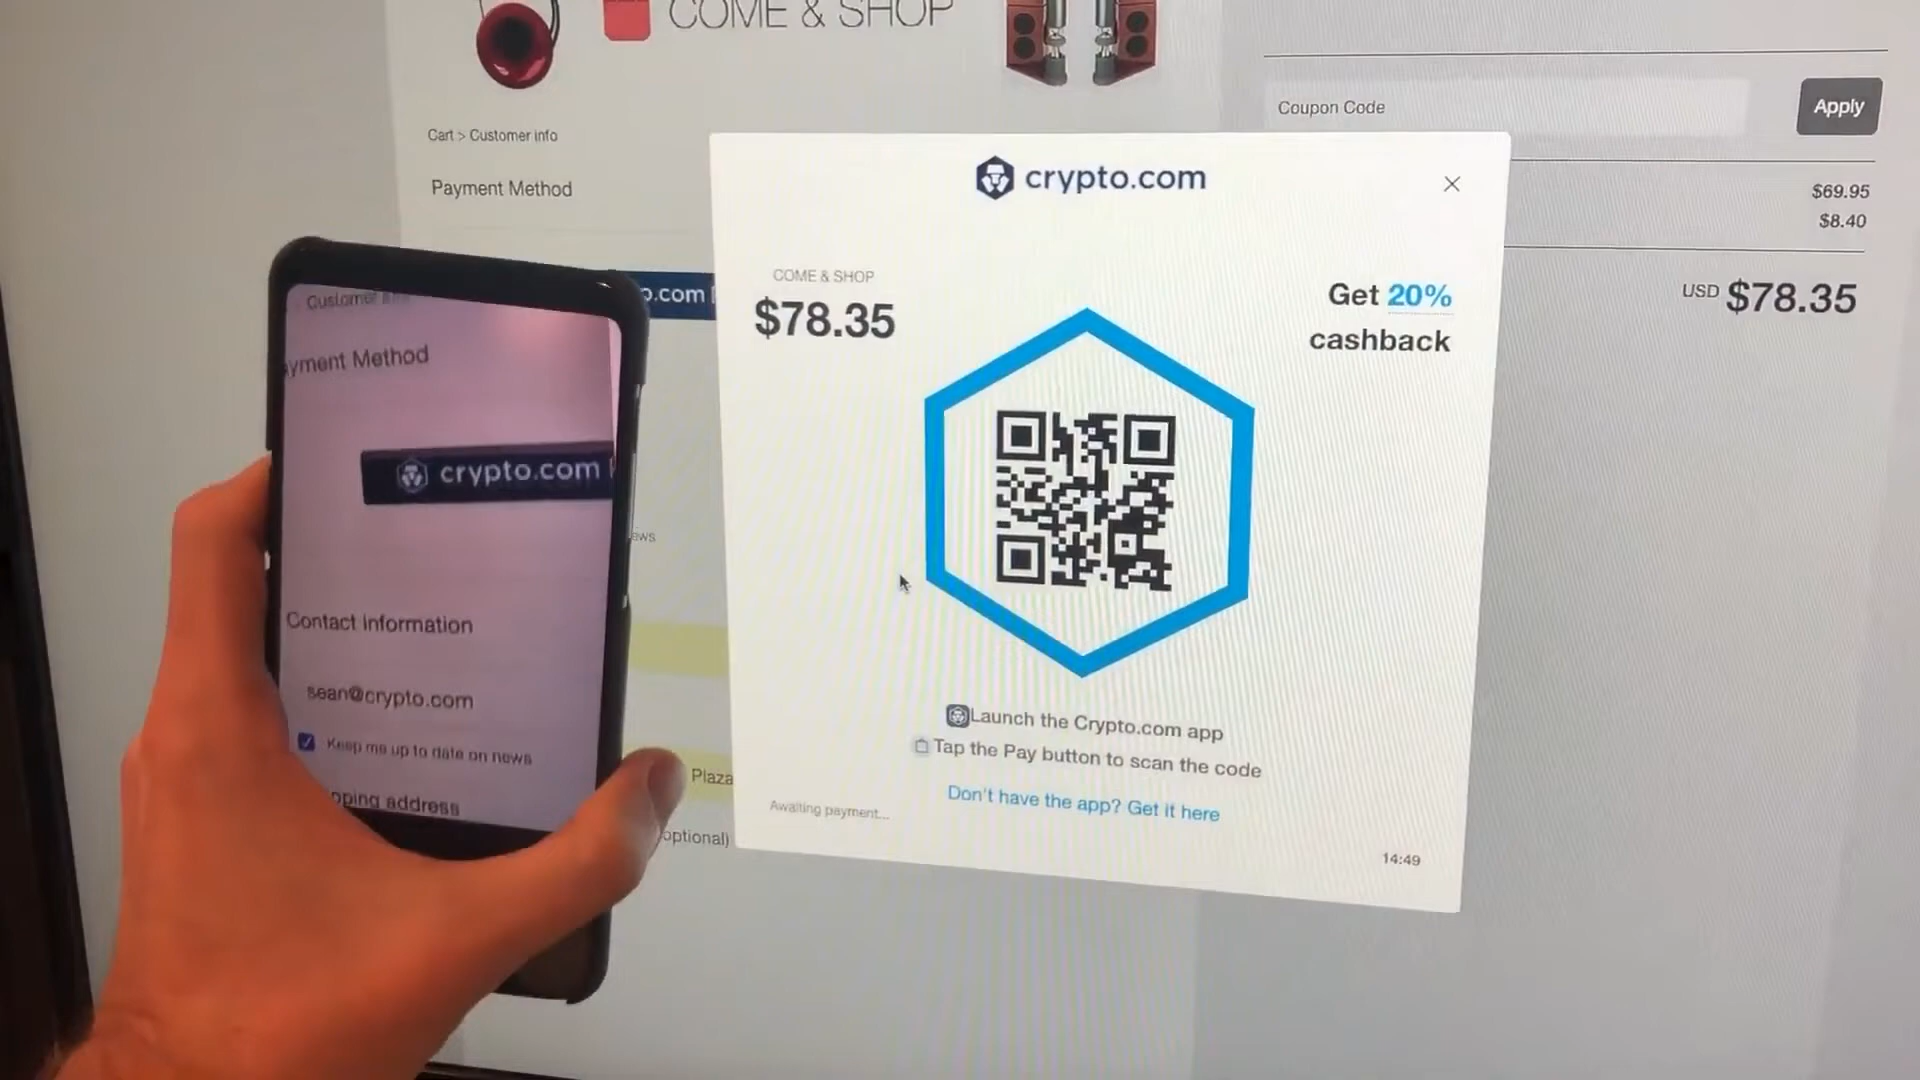 COME & SHOP
Cart > Customer info
Payment Method
Coupon Code
Apply
$69.95
$8.40
USD $78.35
crypto.com
COME & SHOP
$78.35
Get 20%
cashback
Launch the Crypto.com app
Tap the Pay button to scan the code
Don't have the app? Get it here
Awaiting payment...
14:49
o.com
ews
Plaza
optional)
Customer
yment Method
crypto.com
Contact information
sean@crypto.com
Keep me up to date on news
pping address